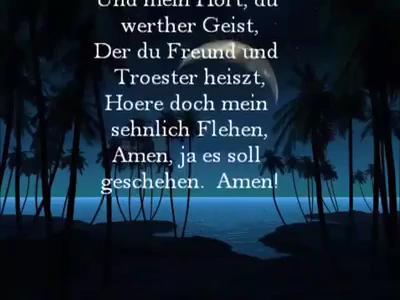 Und mein Hort, du
werther Geist,
Der du Freund und
Troester heiszt,
Hoere doch mein
sehnlich Flehen,
Amen, ja es soll
geschehen. Amen!